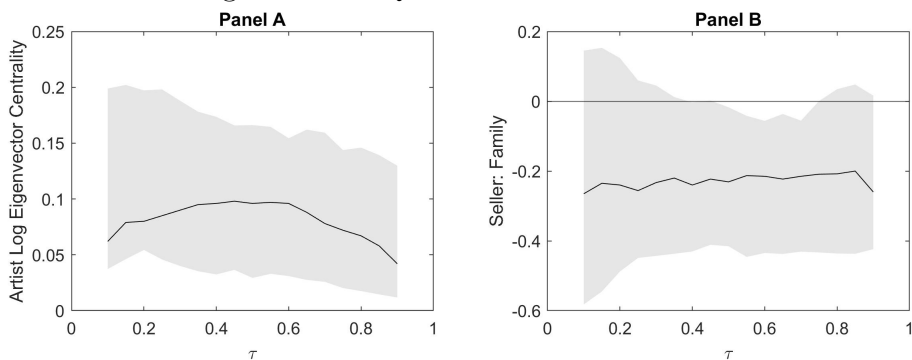 Panel A
Artist Log Eigenvector Centrality
0.25
0.2
0.15
0.1
0.05
0
0 0.2 0.4 0.6 0.8 1
τ
Panel B
Seller: Family
0.2
0
-0.2
-0.4
-0.6
0 0.2 0.4 0.6 0.8 1
τ